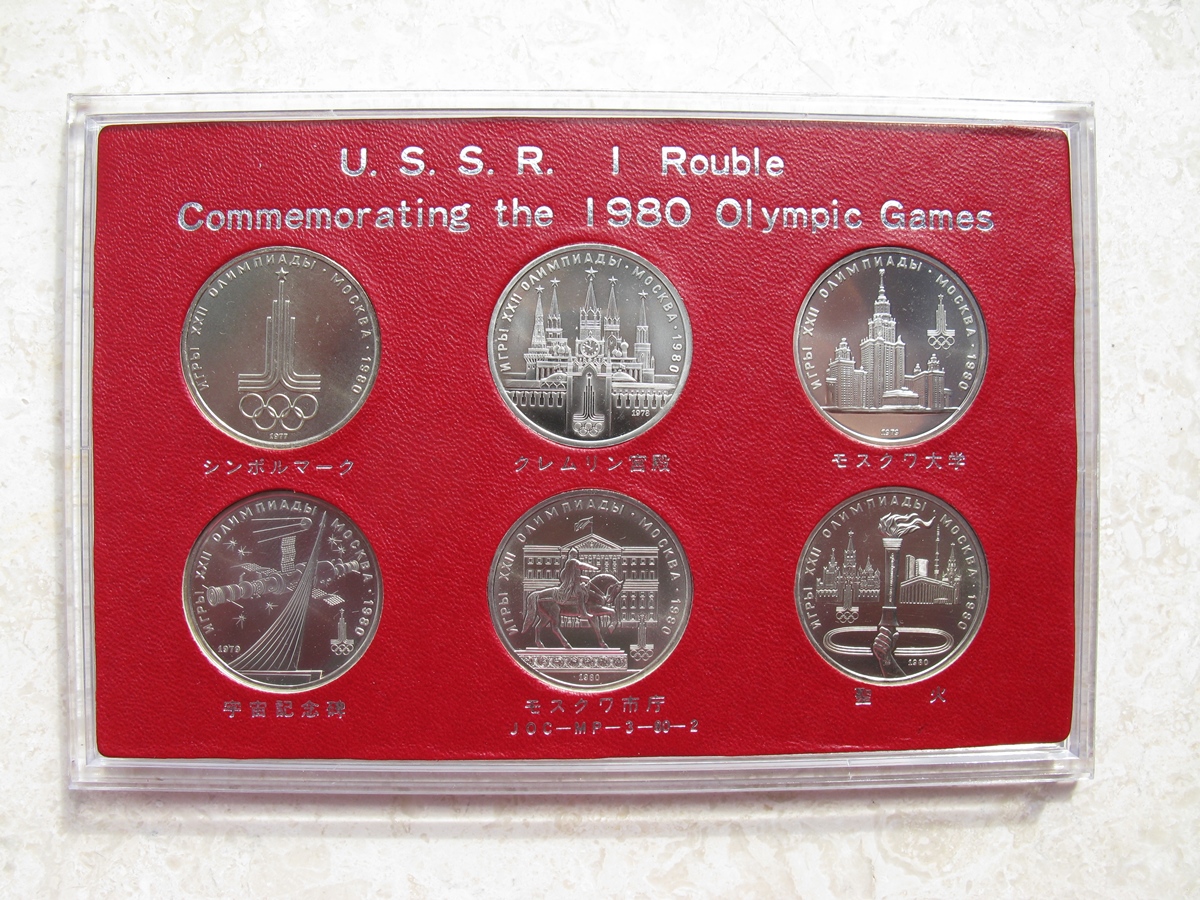 U. S. S. R. 1 Rouble
Commemorating the 1980 Olympic Games
ИГРЫ XXII ОЛИМПИАДЫ · МОСКВА · 1980
1977
ИГРЫ XXII ОЛИМПИАДЫ · МОСКВА · 1980
1978
ИГРЫ XXII ОЛИМПИАДЫ · МОСКВА · 1980
1979
シンボルマーク
クレムリン宮殿
モスクワ大学
ИГРЫ XXII ОЛИМПИАДЫ МОСКВА · 1980
1979
ИГРЫ XXII ОЛИМПИАДЫ · МОСКВА · 1980
1980
ИГРЫ XXII ОЛИМПИАДЫ · МОСКВА · 1980
1980
宇宙記念碑
モスクワ市庁
聖 火
JOC-MP-3-